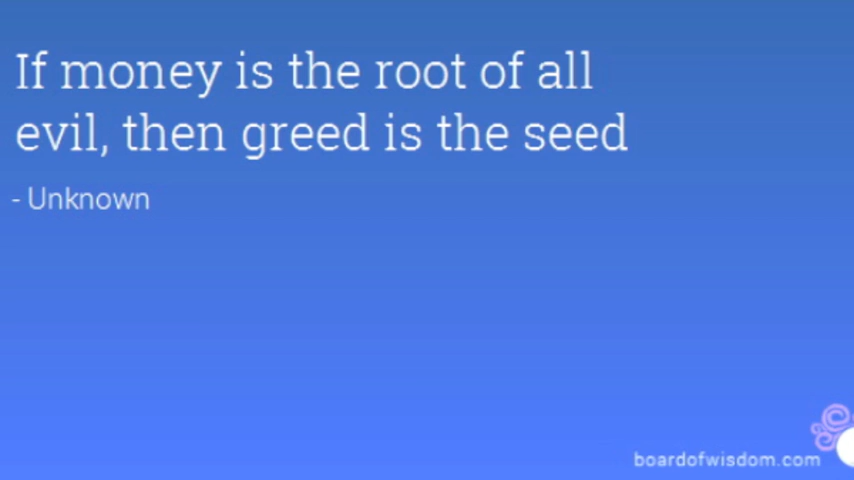 If money is the root of all
evil, then greed is the seed
- Unknown
boardofwisdom.com